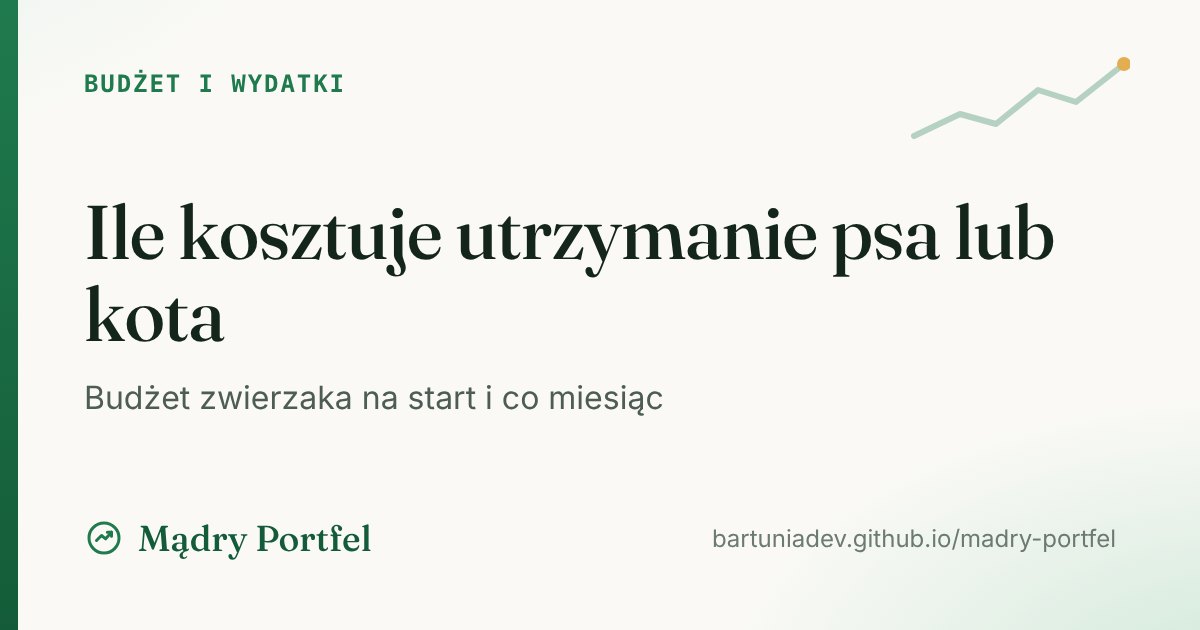 BUDŻET I WYDATKI
Ile kosztuje utrzymanie psa lub
kota
Budżet zwierzaka na start i co miesiąc
Mądry Portfel
bartuniadev.github.io/madry-portfel